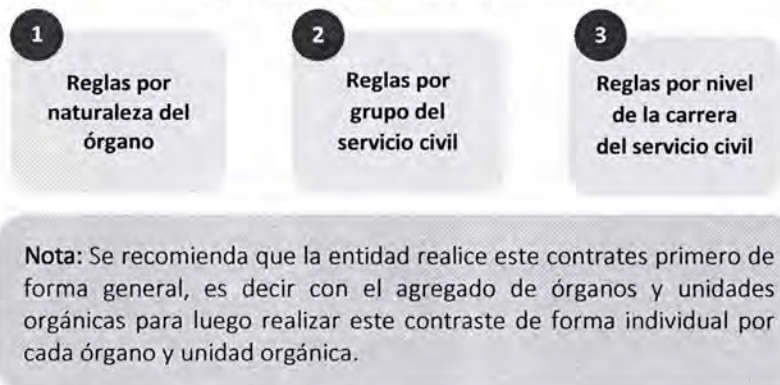 1
Reglas por
naturaleza del
órgano
2
Reglas por
grupo del
servicio civil
3
Reglas por nivel
de la carrera
del servicio civil
Nota: Se recomienda que la entidad realice este contrates primero de
forma general, es decir con el agregado de órganos y unidades
orgánicas para luego realizar este contraste de forma individual por
cada órgano y unidad orgánica.